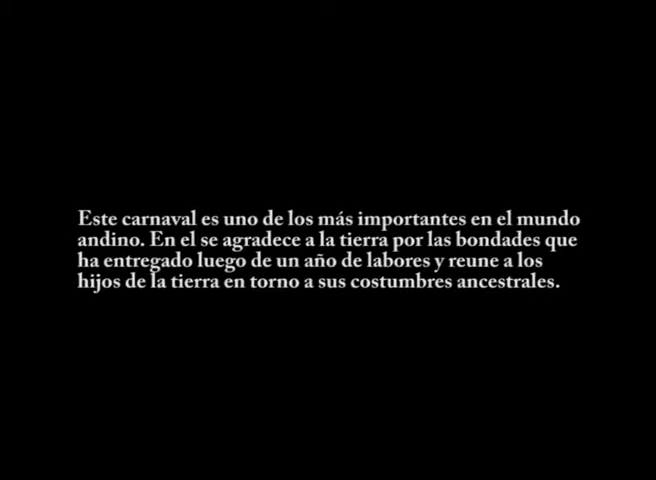 Este carnaval es uno de los más importantes en el mundo
andino. En el se agradece a la tierra por las bondades que
ha entregado luego de un año de labores y reune a los
hijos de la tierra en torno a sus costumbres ancestrales.